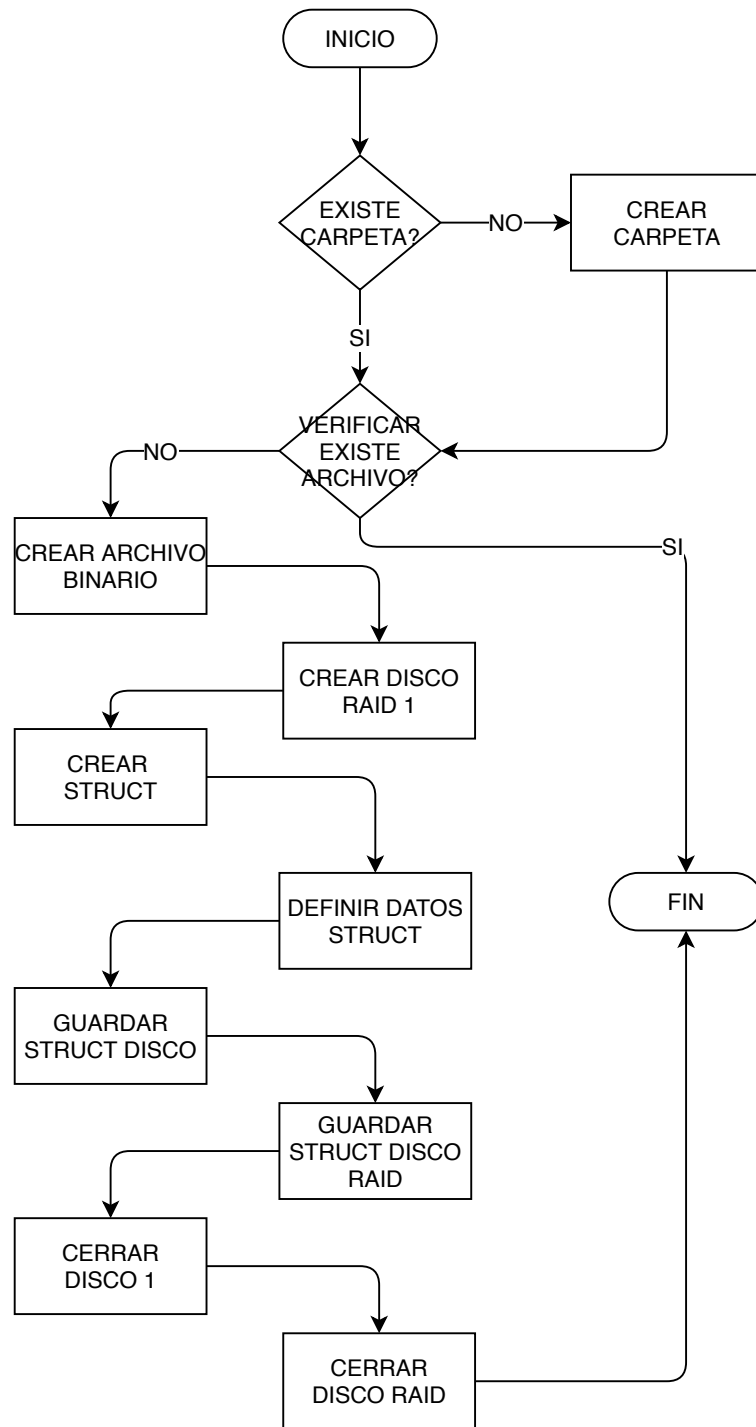 INICIO
EXISTE
CARPETA?
NO
CREAR
CARPETA
SI
VERIFICAR
EXISTE
ARCHIVO?
NO
SI
CREAR ARCHIVO
BINARIO
CREAR DISCO
RAID 1
CREAR
STRUCT
DEFINIR DATOS
STRUCT
FIN
GUARDAR
STRUCT DISCO
GUARDAR
STRUCT DISCO
RAID
CERRAR
DISCO 1
CERRAR
DISCO RAID